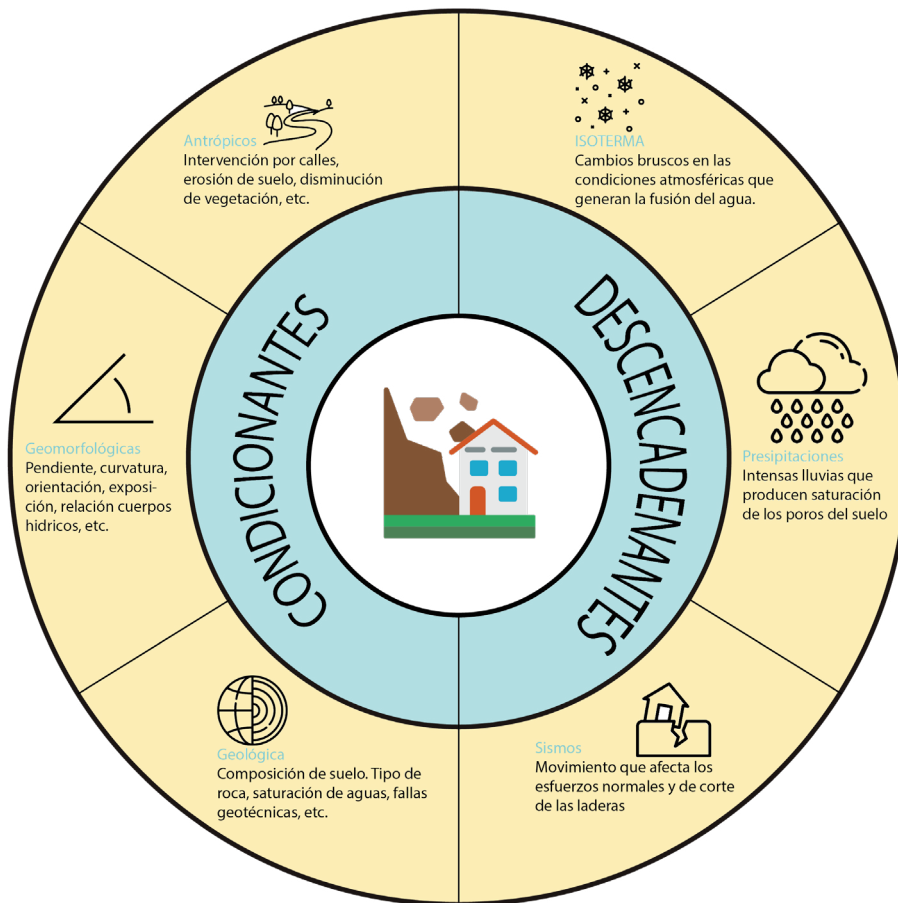 Antrópicos
Intervención por calles,
erosión de suelo, disminución
de vegetación, etc.
ISOTERMA
Cambios bruscos en las
condiciones atmosféricas que
generan la fusión del agua.
Geomorfológicas
Pendiente, curvatura,
orientación, exposi-
ción, relación cuerpos
hidricos, etc.
CONDICIONANTES
DESCENCADENANTES
Presipitaciones
Intensas lluvias que
producen saturación
de los poros del suelo
Geológica
Composición de suelo. Tipo de
roca, saturación de aguas, fallas
geotécnicas, etc.
Sismos
Movimiento que afecta los
esfuerzos normales y de corte
de las laderas